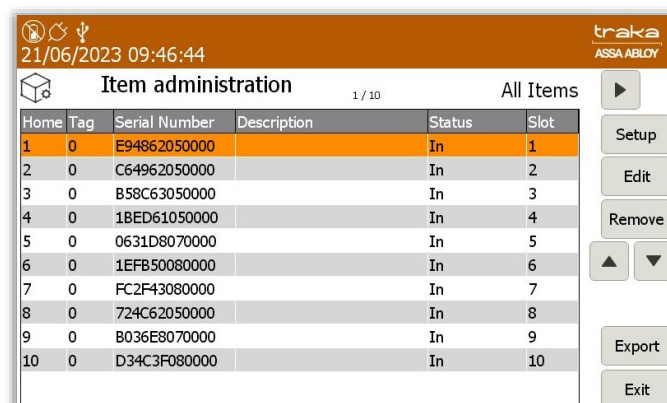 21/06/2023 09:46:44
traka
ASSA ABLOY
Item administration 1 / 10 All Items
Home Tag Serial Number Description Status Slot
1 0 E94862050000 In 1
2 0 C64962050000 In 2
3 0 B58C63050000 In 3
4 0 1BED61050000 In 4
5 0 0631D8070000 In 5
6 0 1EFB50080000 In 6
7 0 FC2F43080000 In 7
8 0 724C62050000 In 8
9 0 B036E8070000 In 9
10 0 D34C3F080000 In 10
Setup
Edit
Remove
Export
Exit